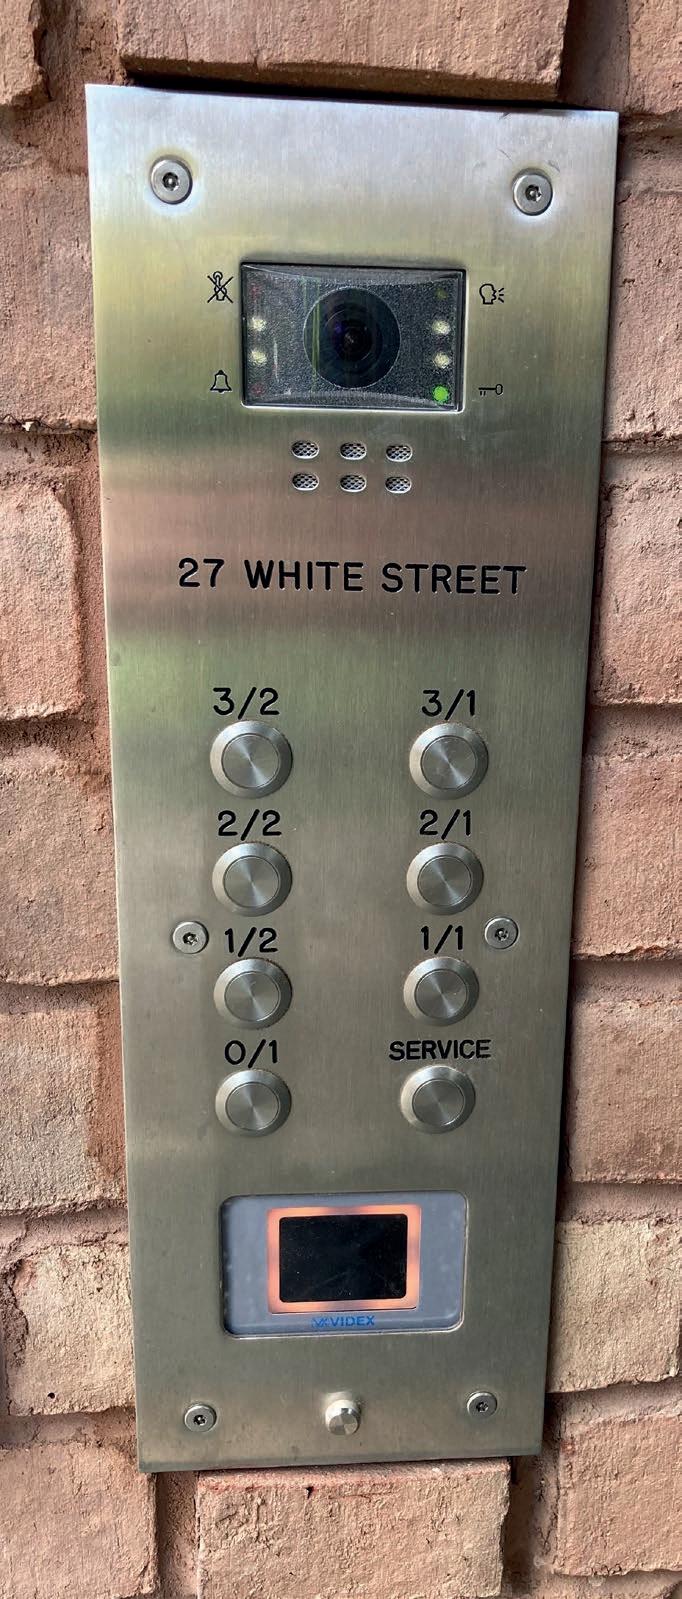 27 WHITE STREET
3/2 3/1
2/2 2/1
1/2 1/1
0/1 SERVICE
VIDEX